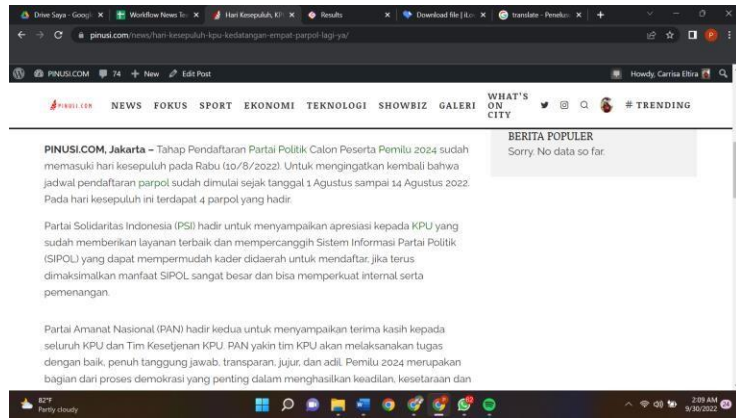 Drive Saya - Googl
Workflow News Te
Hari Kesepuluh, K
Results
Download file | iLo
translate - Penelus
pinusi.com/news/hari-kesepuluh-kpu-kedatangan-empat-parpol-lagi-ya/
PINUSI.COM 74 + New Edit Post
Howdy, Carrisa Eltira
PINUSI.COM
NEWS FOKUS SPORT EKONOMI TEKNOLOGI SHOWBIZ GALERI
WHAT'S
ON
CITY
# TRENDING
PINUSI.COM, Jakarta – Tahap Pendaftaran Partai Politik Calon Peserta Pemilu 2024 sudah
memasuki hari kesepuluh pada Rabu (10/8/2022). Untuk mengingatkan kembali bahwa
jadwal pendaftaran parpol sudah dimulai sejak tanggal 1 Agustus sampai 14 Agustus 2022.
Pada hari kesepuluh ini terdapat 4 parpol yang hadir.
Partai Solidaritas Indonesia (PSI) hadir untuk menyampaikan apresiasi kepada KPU yang
sudah memberikan layanan terbaik dan mempercanggih Sistem Informasi Partai Politik
(SIPOL) yang dapat mempermudah kader didaerah untuk mendaftar, jika terus
dimaksimalkan manfaat SIPOL sangat besar dan bisa memperkuat internal serta
pemenangan.
Partai Amanat Nasional (PAN) hadir kedua untuk menyampaikan terima kasih kepada
seluruh KPU dan Tim Kesetjenan KPU. PAN yakin tim KPU akan melaksanakan tugas
dengan baik, penuh tanggung jawab, transparan, jujur, dan adil. Pemilu 2024 merupakan
bagian dari proses demokrasi yang penting dalam menghasilkan keadilan, kesetaraan dan
BERITA POPULER
Sorry. No data so far.
82°F
Partly cloudy
2:09 AM
9/30/2022